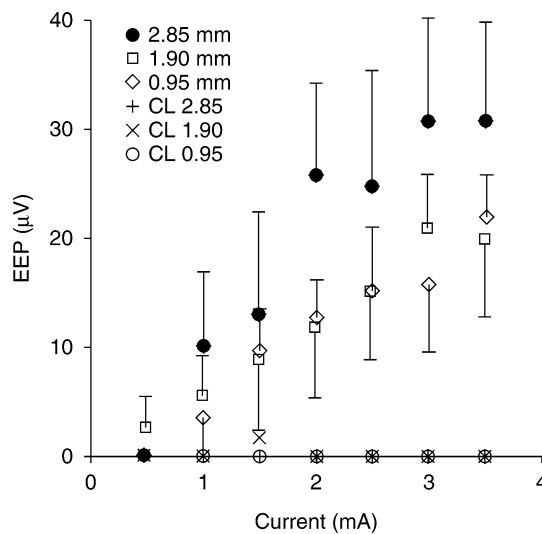 40
30
20
10
0
EEP (μV)
2.85 mm
1.90 mm
0.95 mm
CL 2.85
CL 1.90
CL 0.95
0 1 2 3 4
Current (mA)